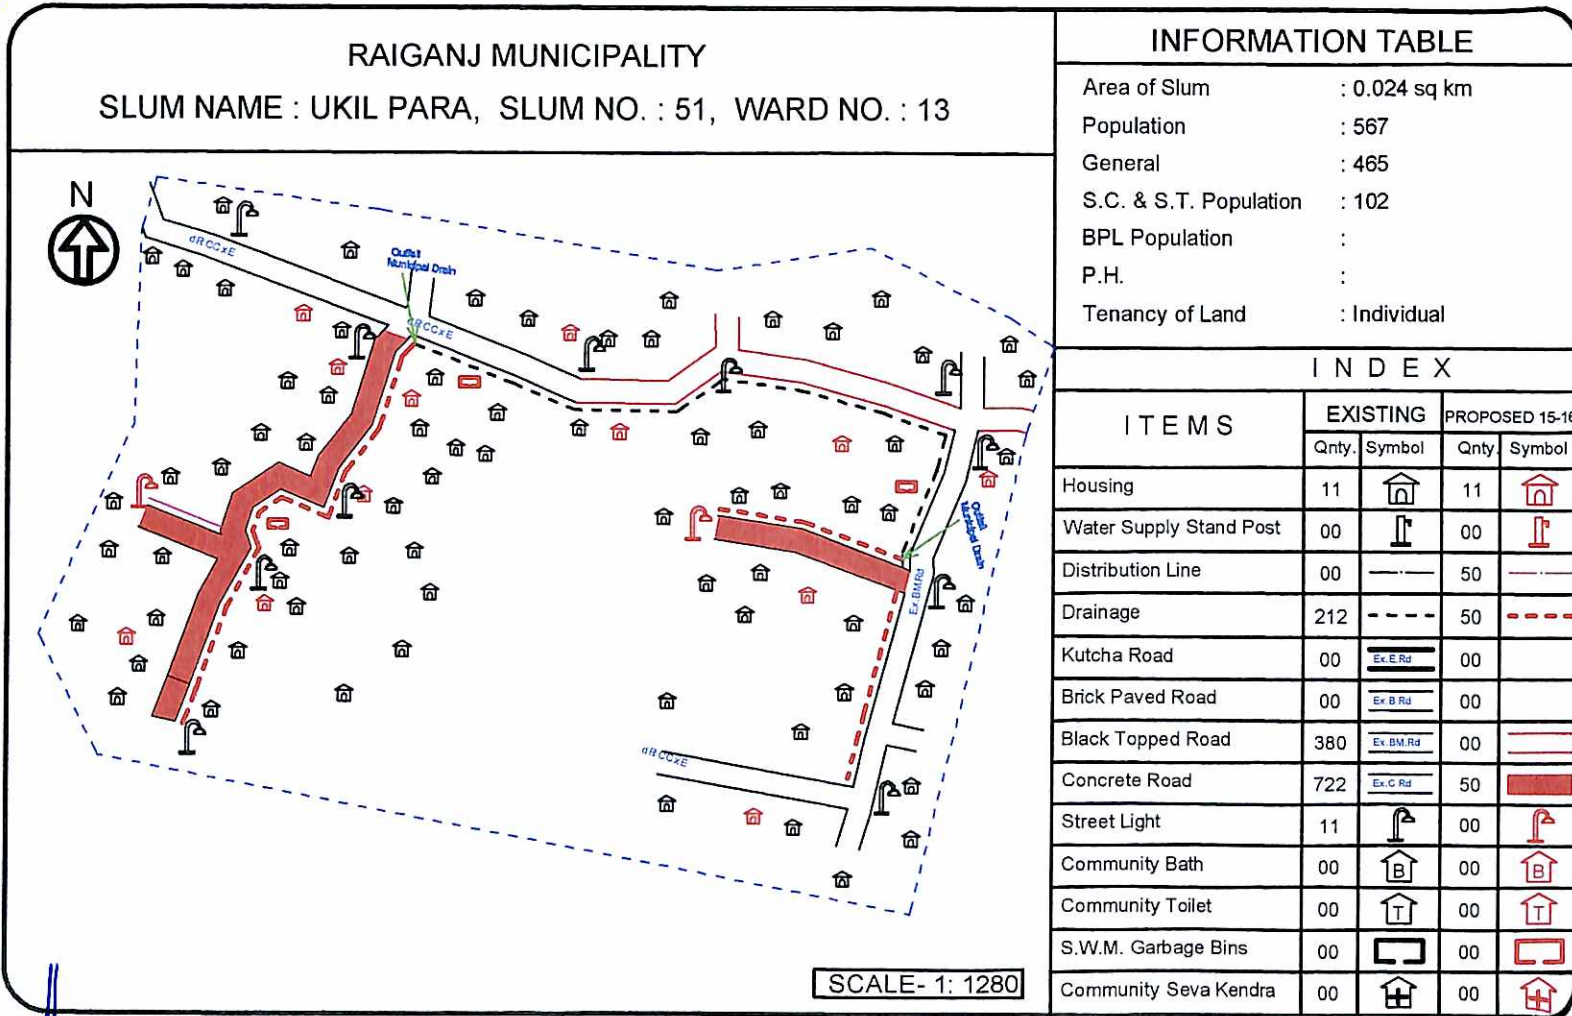 RAIGANJ MUNICIPALITY
SLUM NAME : UKIL PARA, SLUM NO. : 51, WARD NO. : 13
N
dRCCxE
Outfall
Municipal Drain
dRCCxE
Outfall
Municipal Drain
Ex.BM.Rd
dRCCxE
SCALE- 1: 1280
INFORMATION TABLE
Area of Slum : 0.024 sq km
Population : 567
General : 465
S.C. & S.T. Population : 102
BPL Population :
P.H. :
Tenancy of Land : Individual
INDEX
ITEMS EXISTING PROPOSED 15-16
Qnty. Symbol Qnty. Symbol
Housing 11 11
Water Supply Stand Post 00 00
Distribution Line 00 50
Drainage 212 50
Kutcha Road 00 Ex.E.Rd 00
Brick Paved Road 00 Ex.B.Rd 00
Black Topped Road 380 Ex.BM.Rd 00
Concrete Road 722 Ex.C.Rd 50
Street Light 11 00
Community Bath 00 B 00 B
Community Toilet 00 T 00 T
S.W.M. Garbage Bins 00 00
Community Seva Kendra 00 00